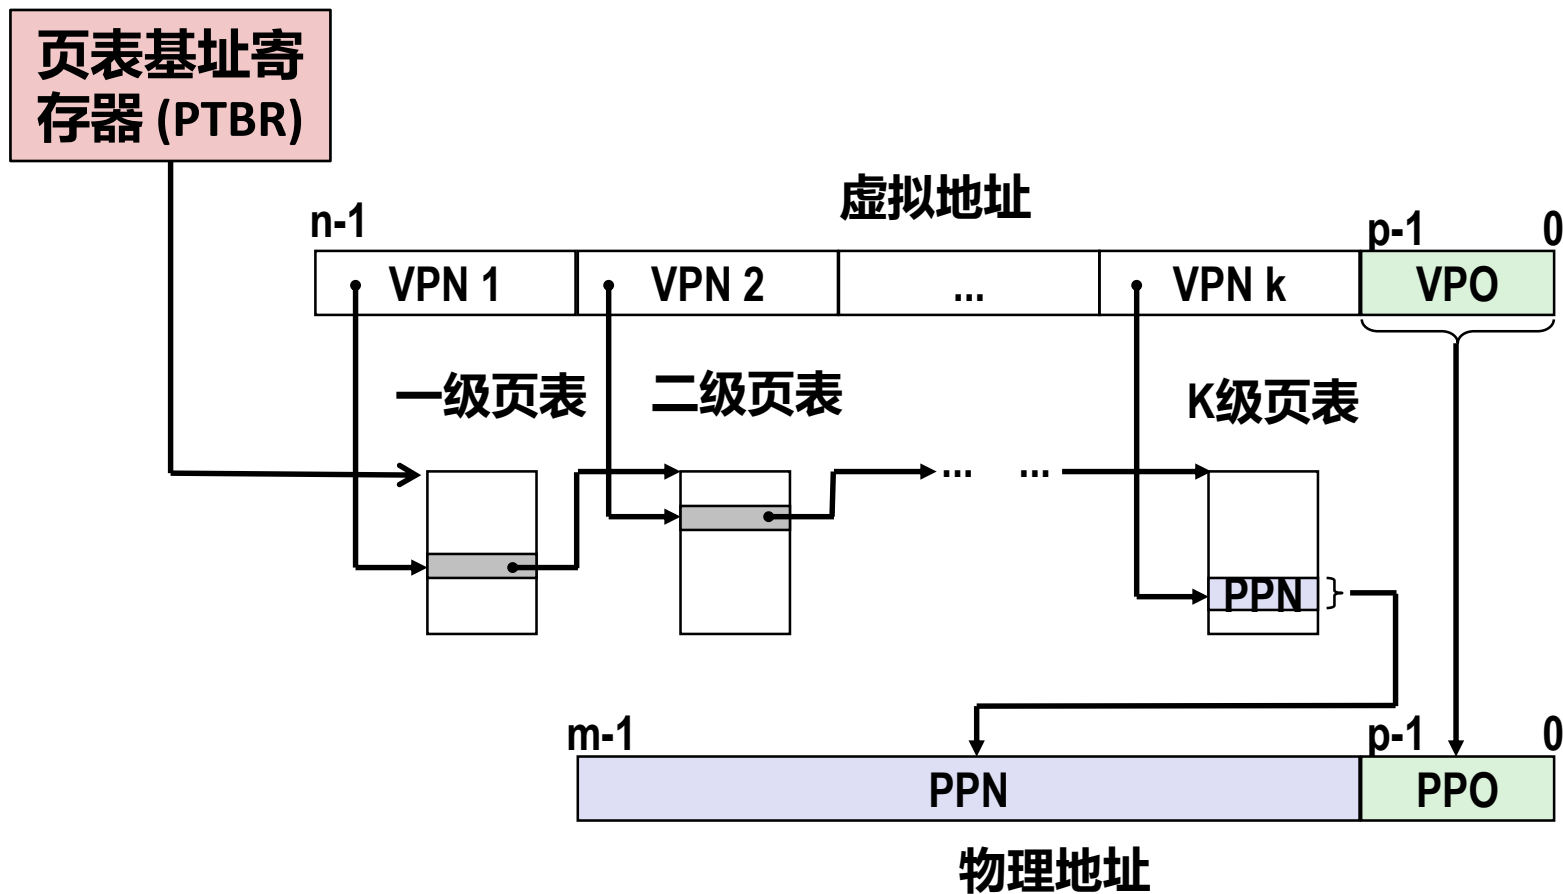 页表基址寄
存器 (PTBR)
虚拟地址
n-1
p-1
0
VPN 1
VPN 2
...
VPN k
VPO
一级页表
二级页表
K级页表
...
...
PPN
m-1
p-1
0
PPN
PPO
物理地址